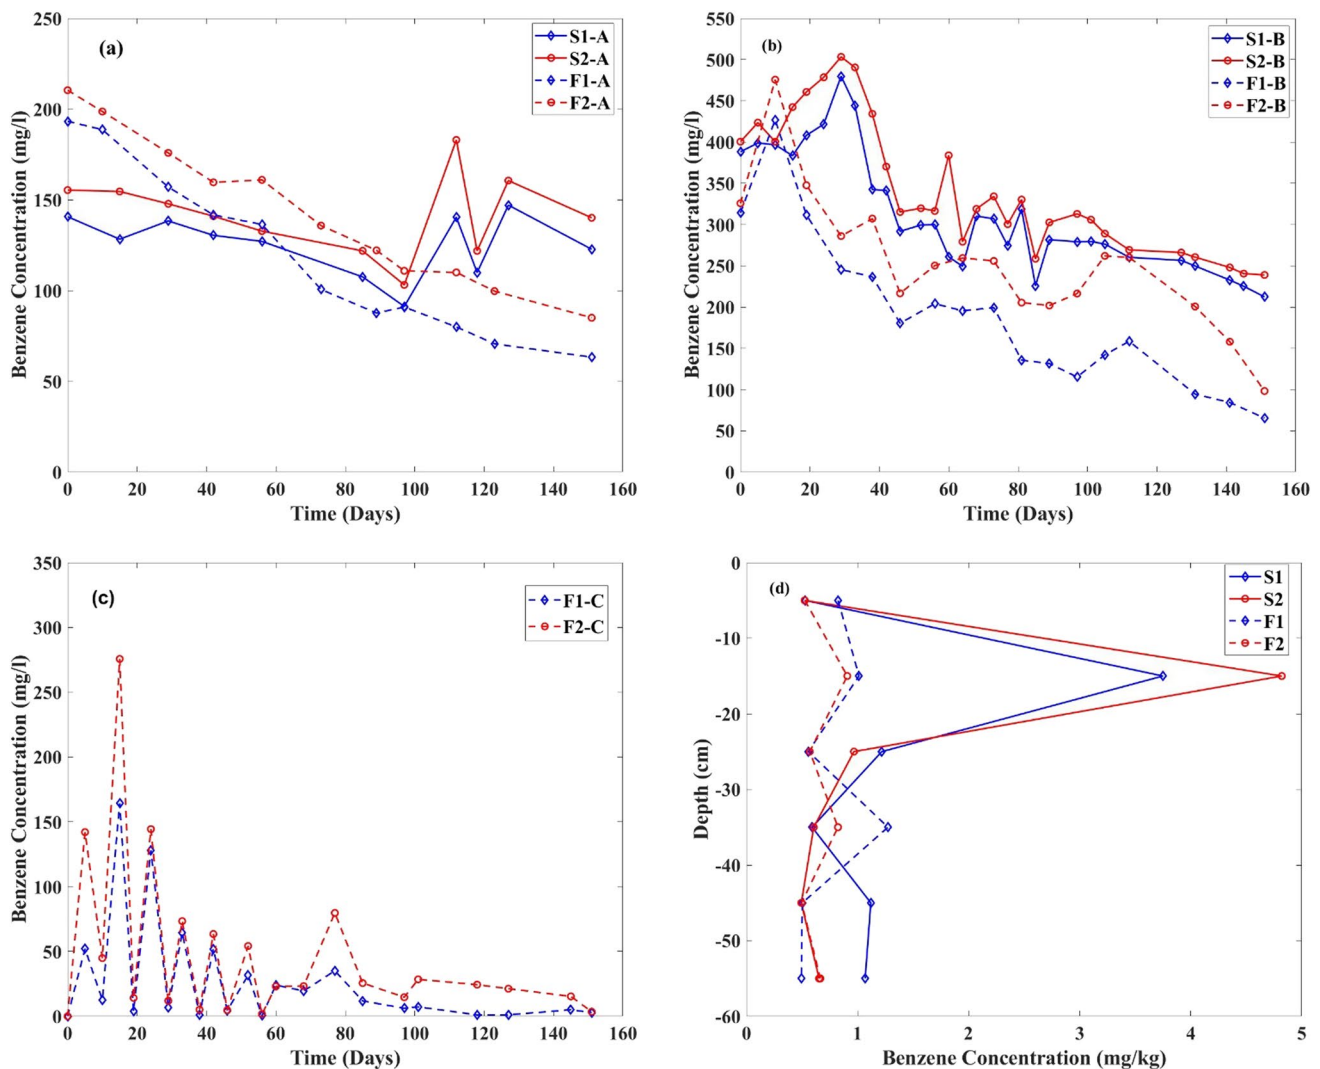 (a)
S1-A
S2-A
F1-A
F2-A
250
200
150
100
50
0
Benzene Concentration (mg/l)
0 20 40 60 80 100 120 140 160
Time (Days)
(b)
S1-B
S2-B
F1-B
F2-B
550
500
450
400
350
300
250
200
150
100
50
0
Benzene Concentration (mg/l)
0 20 40 60 80 100 120 140 160
Time (Days)
(c)
F1-C
F2-C
350
300
250
200
150
100
50
0
Benzene Concentration (mg/l)
0 20 40 60 80 100 120 140 160
Time (Days)
(d)
S1
S2
F1
F2
0
-10
-20
-30
-40
-50
-60
Depth (cm)
0 1 2 3 4 5
Benzene Concentration (mg/kg)